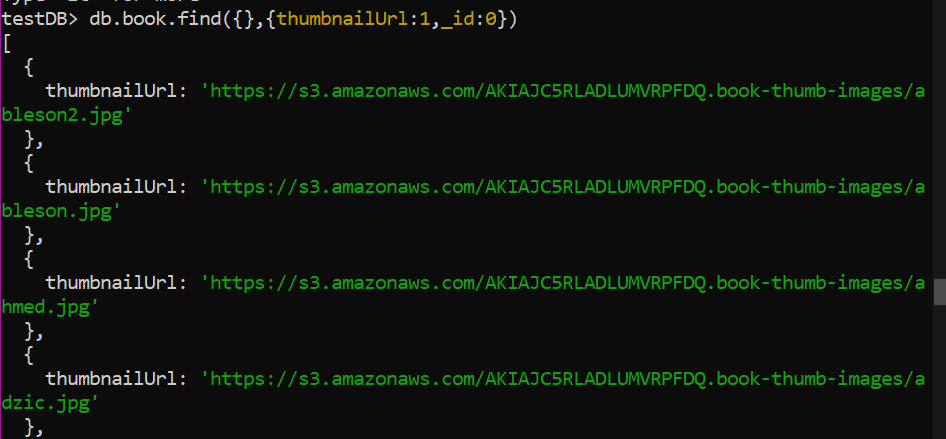 testDB> db.book.find({},{thumbnailUrl:1,_id:0})
[
  {
    thumbnailUrl: 'https://s3.amazonaws.com/AKIAJC5RLADLUMVRPFDQ.book-thumb-images/a
bleson2.jpg'
  },
  {
    thumbnailUrl: 'https://s3.amazonaws.com/AKIAJC5RLADLUMVRPFDQ.book-thumb-images/a
bleson.jpg'
  },
  {
    thumbnailUrl: 'https://s3.amazonaws.com/AKIAJC5RLADLUMVRPFDQ.book-thumb-images/a
hmed.jpg'
  },
  {
    thumbnailUrl: 'https://s3.amazonaws.com/AKIAJC5RLADLUMVRPFDQ.book-thumb-images/a
dzic.jpg'
  },